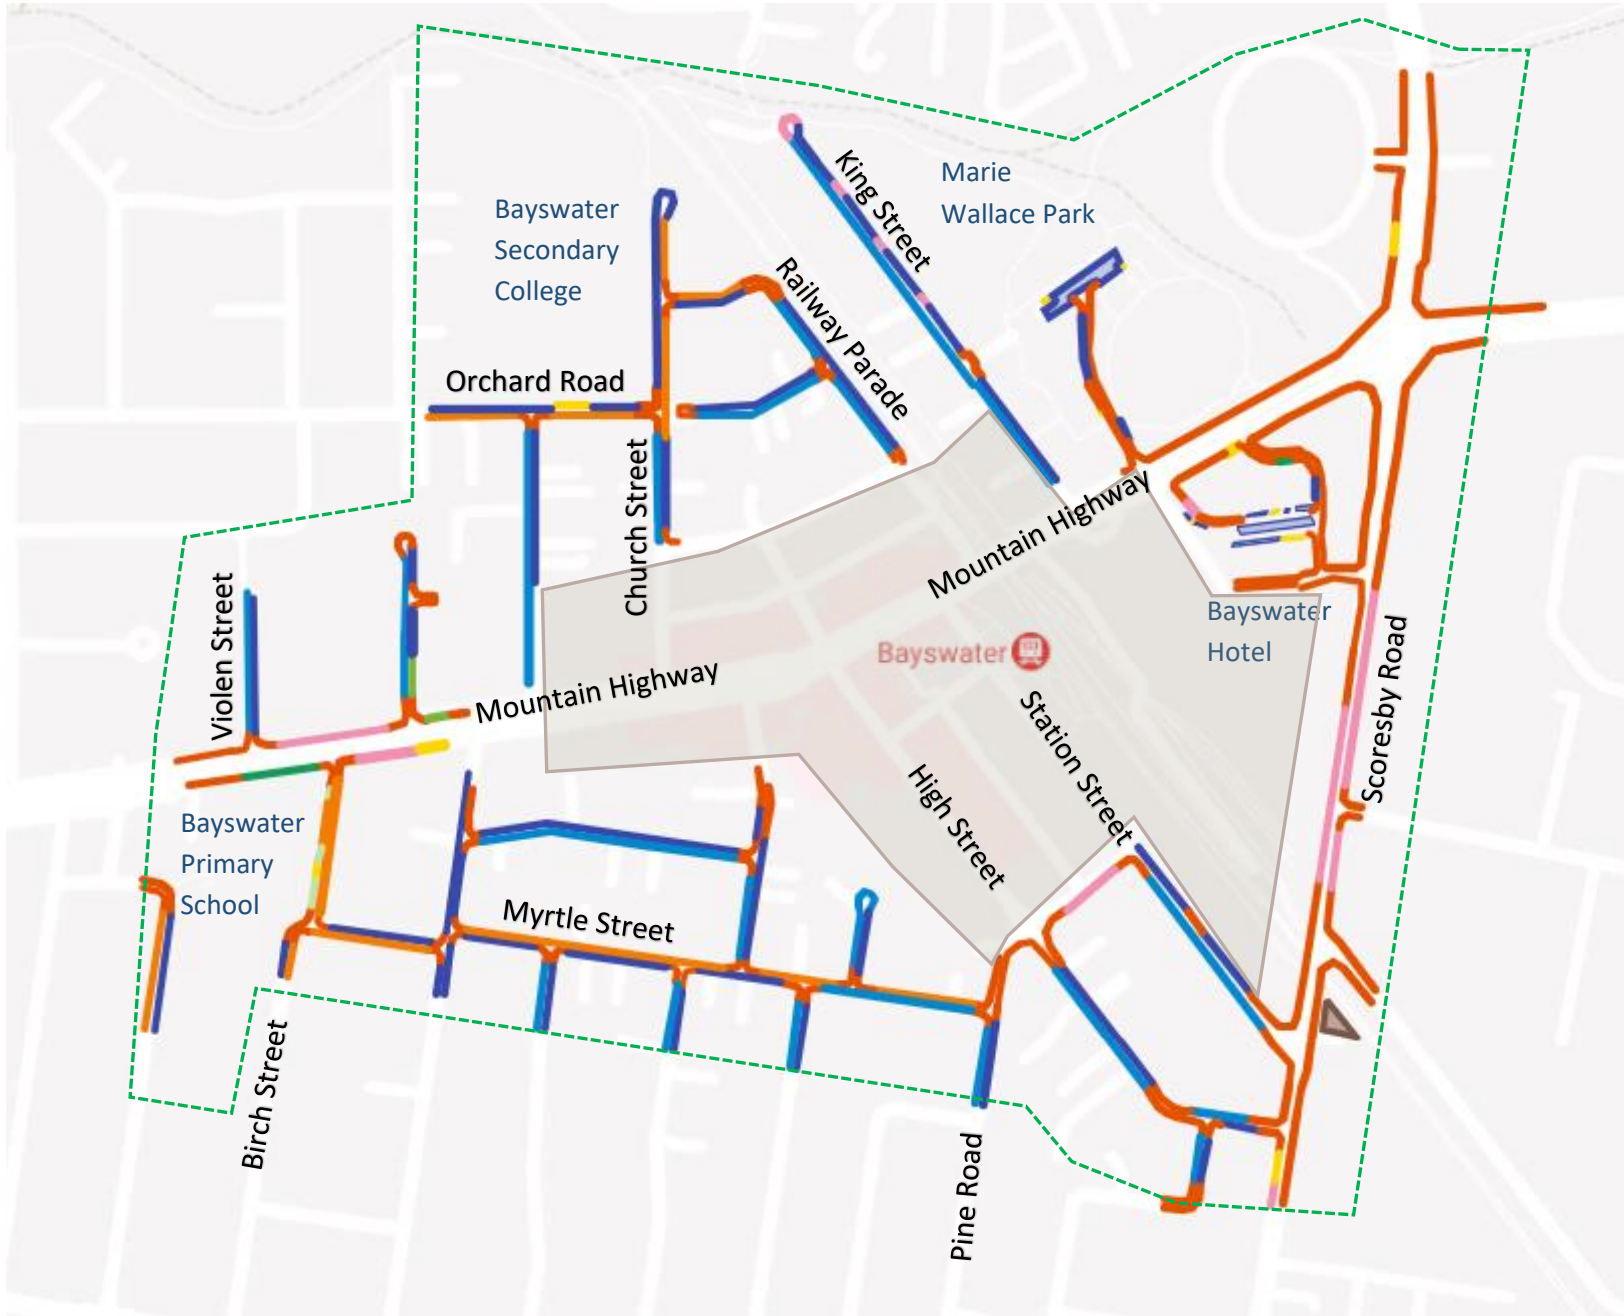 Marie
Wallace Park
King Street
Bayswater
Secondary
College
Railway Parade
Orchard Road
Church Street
Mountain Highway
Violen Street
Bayswater
Hotel
Bayswater
Mountain Highway
Scoresby Road
Station Street
High Street
Bayswater
Primary
School
Myrtle Street
Birch Street
Pine Road